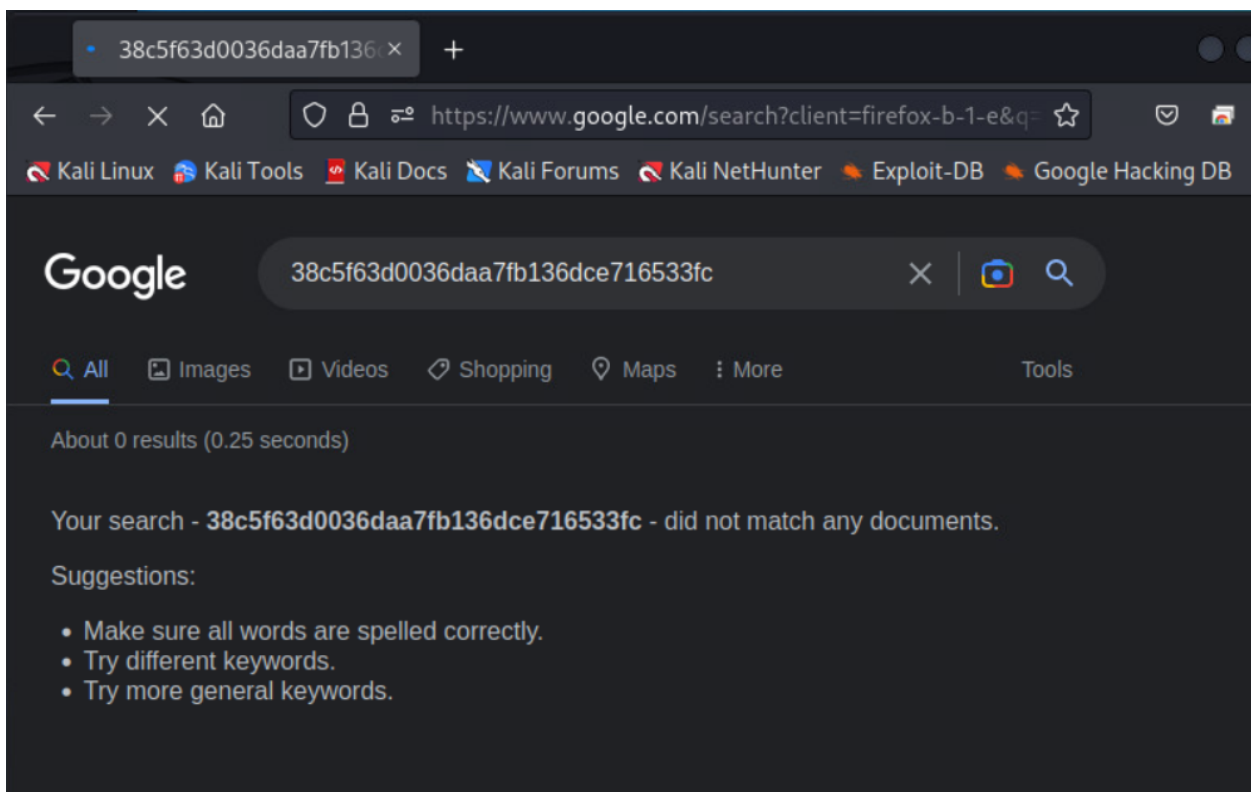 38c5f63d0036daa7fb136
https://www.google.com/search?client=firefox-b-1-e&q=
Kali Linux Kali Tools Kali Docs Kali Forums Kali NetHunter Exploit-DB Google Hacking DB
Google 38c5f63d0036daa7fb136dce716533fc
All Images Videos Shopping Maps More Tools
About 0 results (0.25 seconds)
Your search - 38c5f63d0036daa7fb136dce716533fc - did not match any documents.
Suggestions:
• Make sure all words are spelled correctly.
• Try different keywords.
• Try more general keywords.